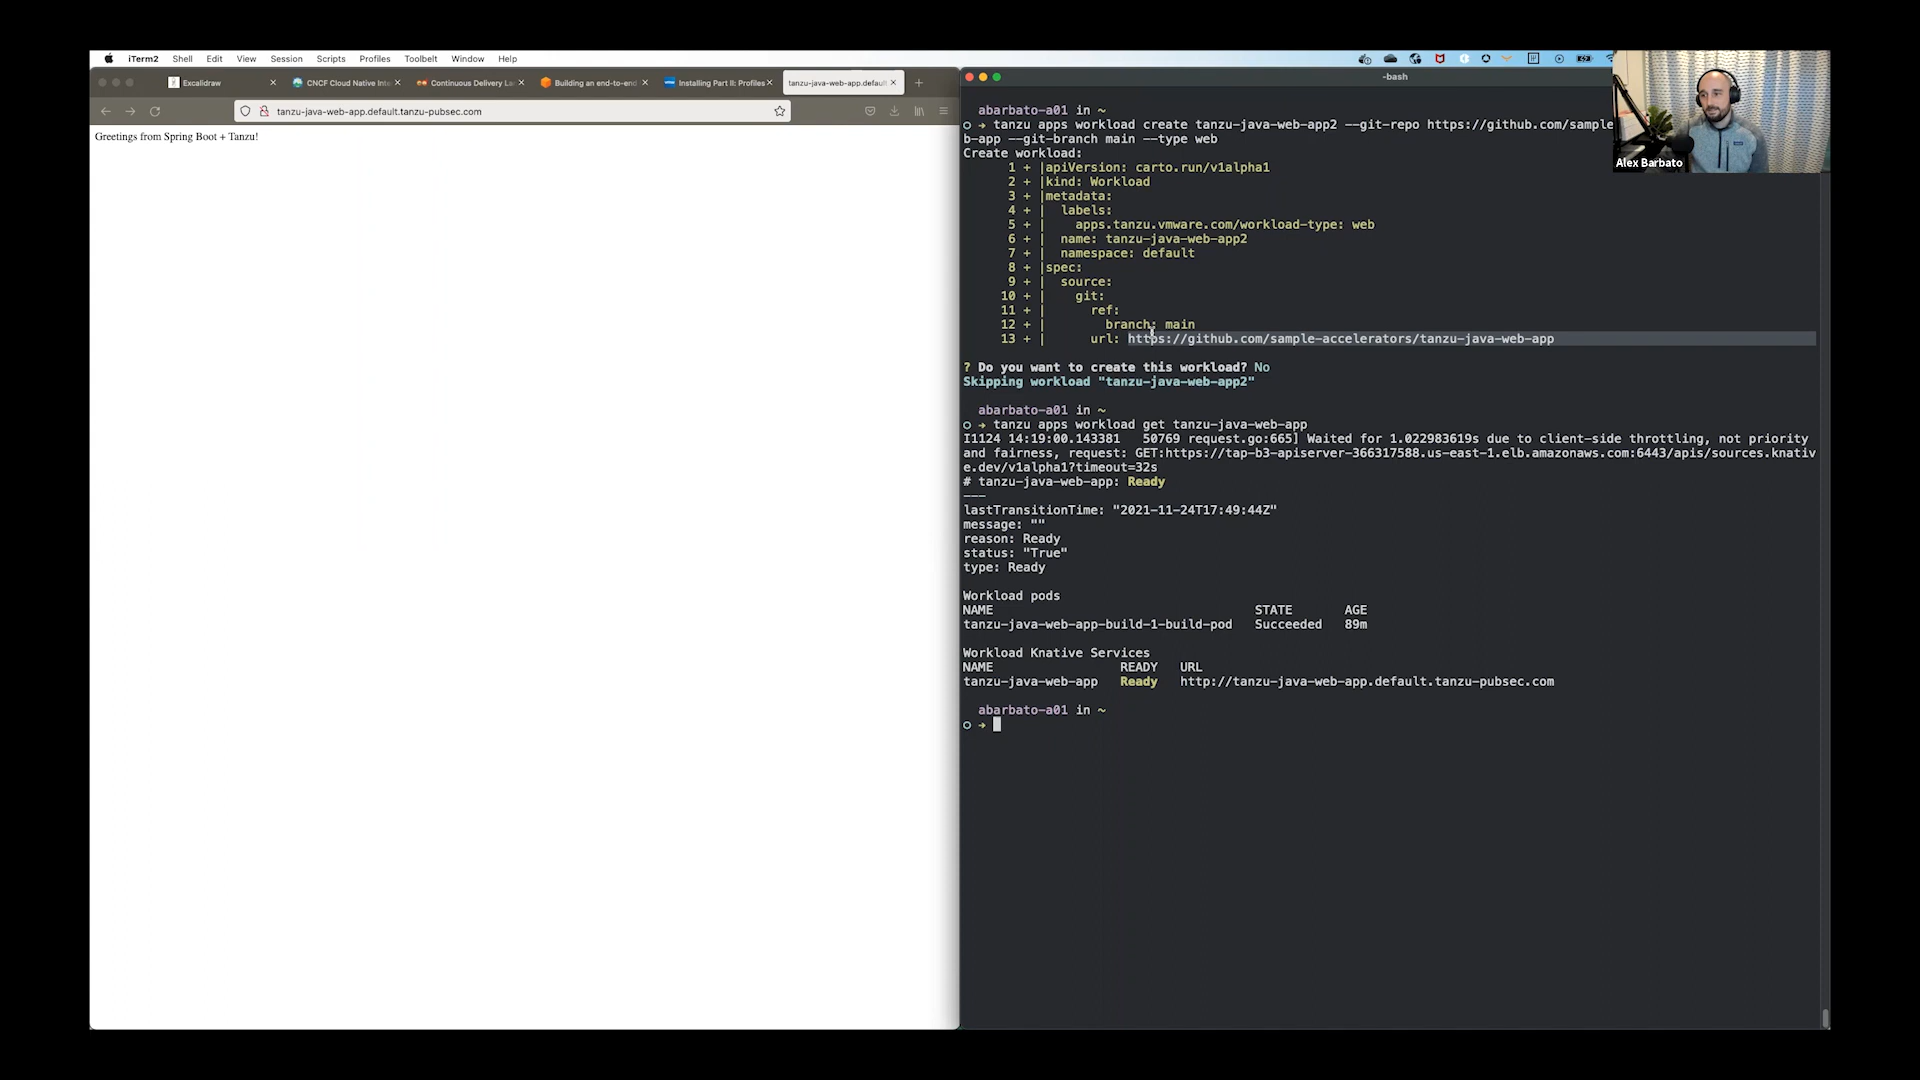 iTerm2 Shell Edit View Session Scripts Profiles Toolbelt Window Help
Excalidraw
CNCF Cloud Native Inte
Continuous Delivery La
Building an end-to-end
Installing Part II: Profiles
tanzu-java-web-app.default
tanzu-java-web-app.default.tanzu-pubsec.com
Greetings from Spring Boot + Tanzu!
-bash
abarbato-a01 in ~
tanzu apps workload create tanzu-java-web-app2 --git-repo https://github.com/sample
b-app --git-branch main --type web
Create workload:
1 + |apiVersion: carto.run/v1alpha1
2 + |kind: Workload
3 + |metadata:
4 + |  labels:
5 + |    apps.tanzu.vmware.com/workload-type: web
6 + |  name: tanzu-java-web-app2
7 + |  namespace: default
8 + |spec:
9 + |  source:
10 + |    git:
11 + |      ref:
12 + |        branch: main
13 + |      url: https://github.com/sample-accelerators/tanzu-java-web-app
? Do you want to create this workload? No
Skipping workload "tanzu-java-web-app2"
abarbato-a01 in ~
tanzu apps workload get tanzu-java-web-app
I1124 14:19:00.143381   50769 request.go:665] Waited for 1.022983619s due to client-side throttling, not priority
and fairness, request: GET:https://tap-b3-apiserver-366317588.us-east-1.elb.amazonaws.com:6443/apis/sources.knativ
e.dev/v1alpha1?timeout=32s
# tanzu-java-web-app: Ready
---
lastTransitionTime: "2021-11-24T17:49:44Z"
message: ""
reason: Ready
status: "True"
type: Ready
Workload pods
NAME STATE AGE
tanzu-java-web-app-build-1-build-pod Succeeded 89m
Workload Knative Services
NAME READY URL
tanzu-java-web-app Ready http://tanzu-java-web-app.default.tanzu-pubsec.com
abarbato-a01 in ~
Alex Barbato